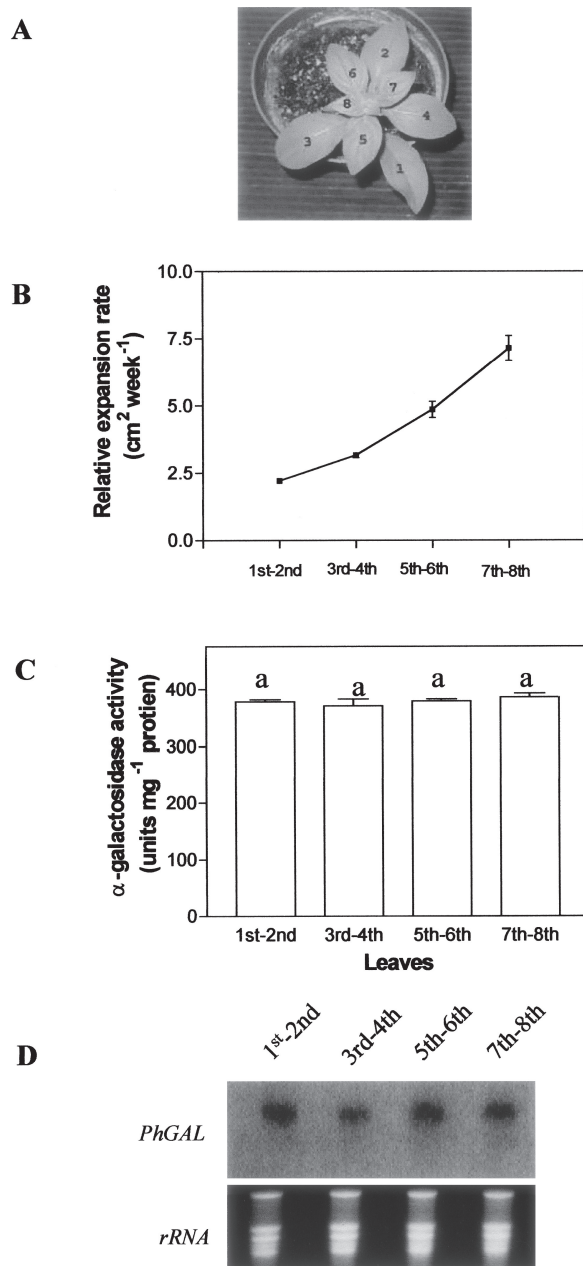 A
2
6
7
8
4
3
5
1
B
Relative expansion rate
(cm² week⁻¹)
10.0
7.5
5.0
2.5
0.0
1st-2nd 3rd-4th 5th-6th 7th-8th
C
α-galactosidase activity
(units mg⁻¹ protien)
400
300
200
100
0
a a a a
1st-2nd 3rd-4th 5th-6th 7th-8th
Leaves
D
1st-2nd 3rd-4th 5th-6th 7th-8th
PhGAL
rRNA